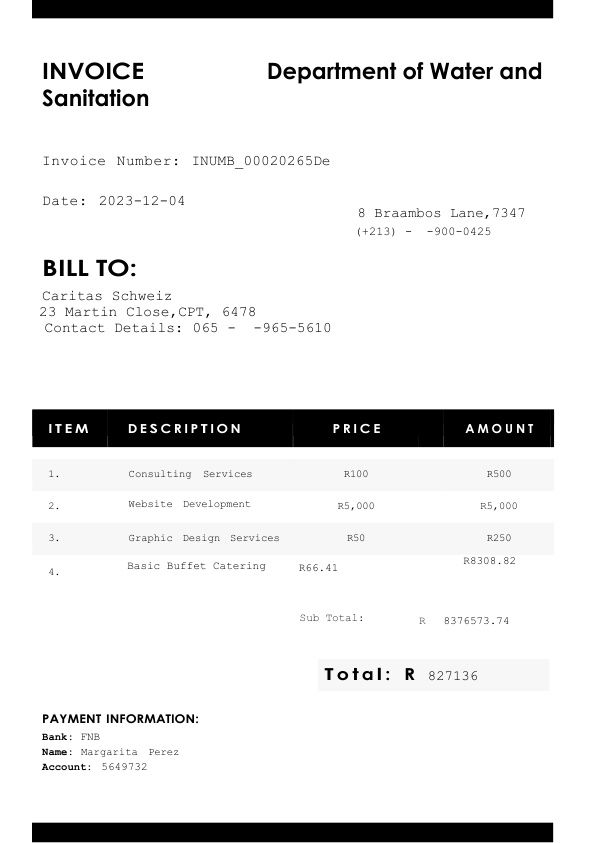 INVOICE Department of Water and
Sanitation
Invoice Number: INUMB_00020265De
Date: 2023-12-04
8 Braambos Lane,7347
(+213) - -900-0425
BILL TO:
Caritas Schweiz
23 Martin Close,CPT, 6478
Contact Details: 065 - -965-5610
ITEM DESCRIPTION PRICE AMOUNT
1. Consulting Services R100 R500
2. Website Development R5,000 R5,000
3. Graphic Design Services R50 R250
4. Basic Buffet Catering R66.41 R8308.82
Sub Total: R 8376573.74
Total: R 827136
PAYMENT INFORMATION:
Bank: FNB
Name: Margarita Perez
Account: 5649732